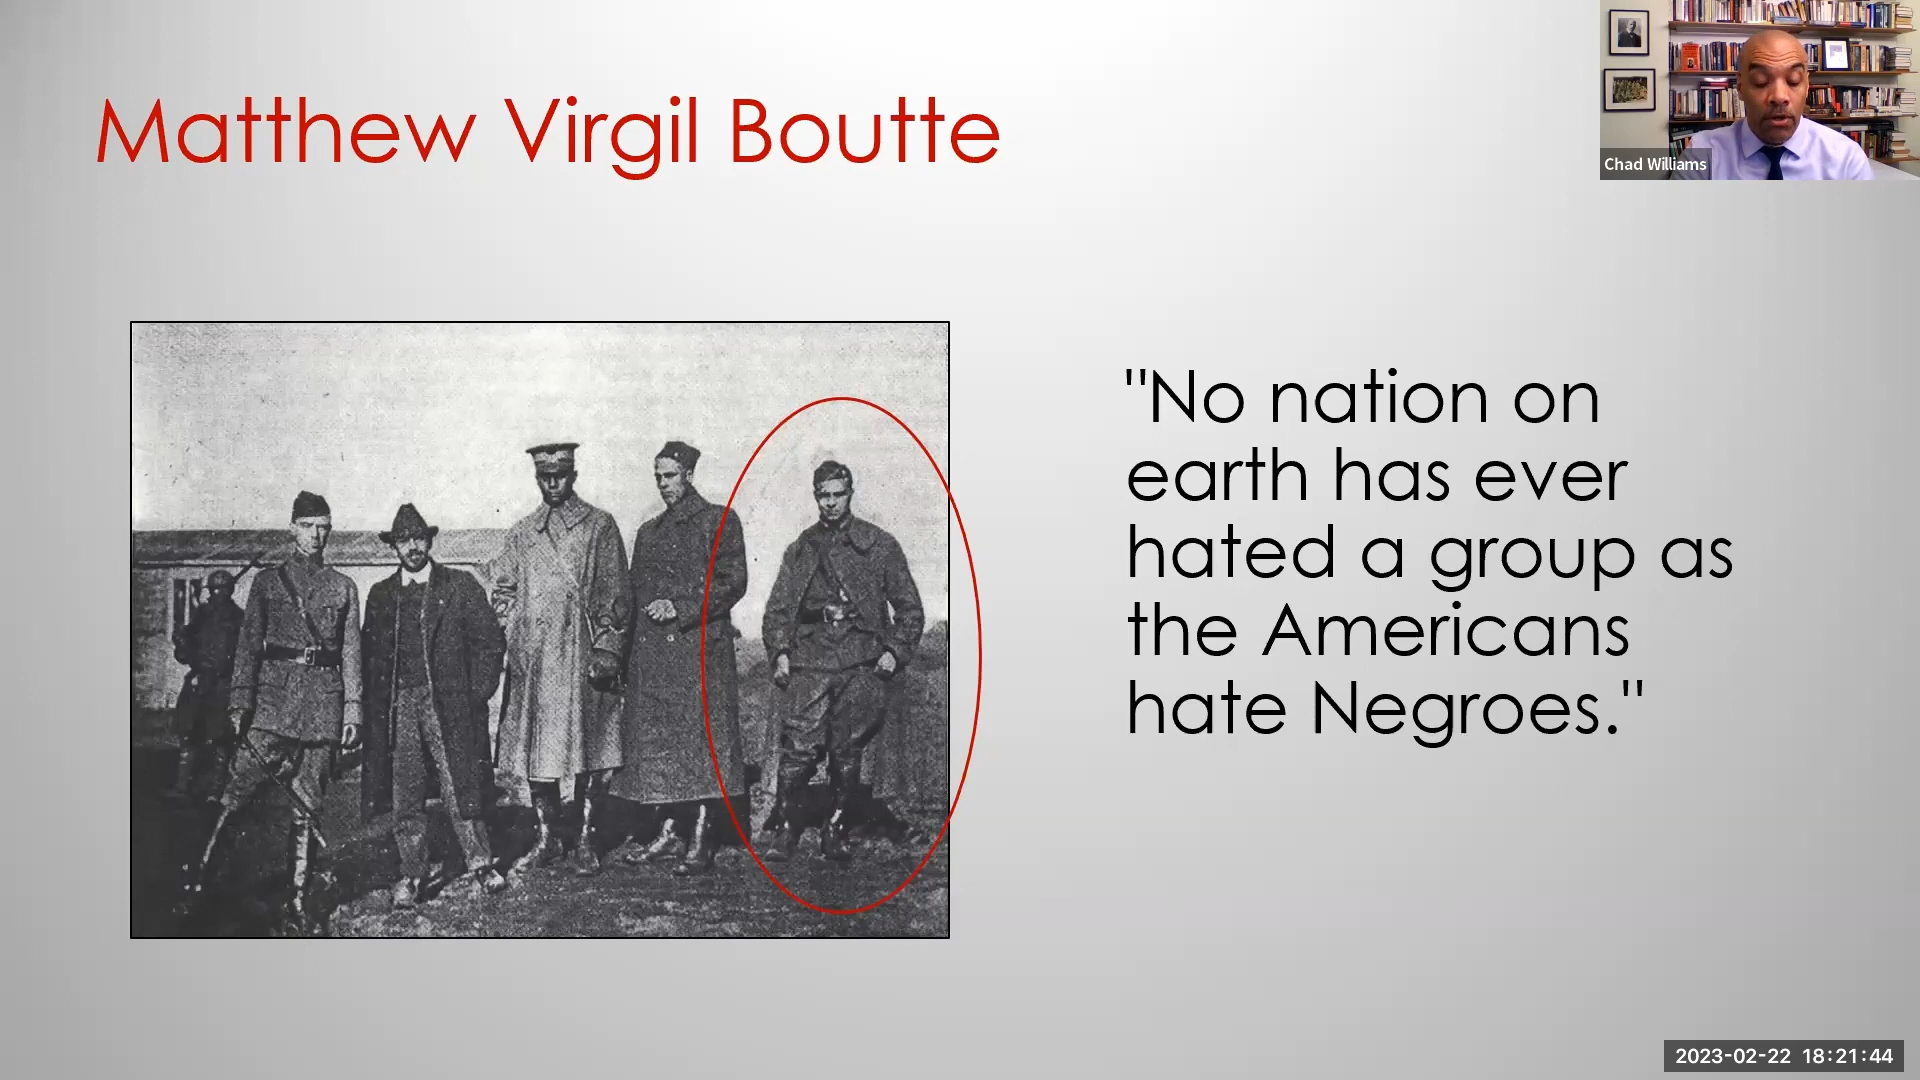 Matthew Virgil Boutte
Chad Williams
"No nation on
earth has ever
hated a group as
the Americans
hate Negroes."
2023-02-22 18:21:44